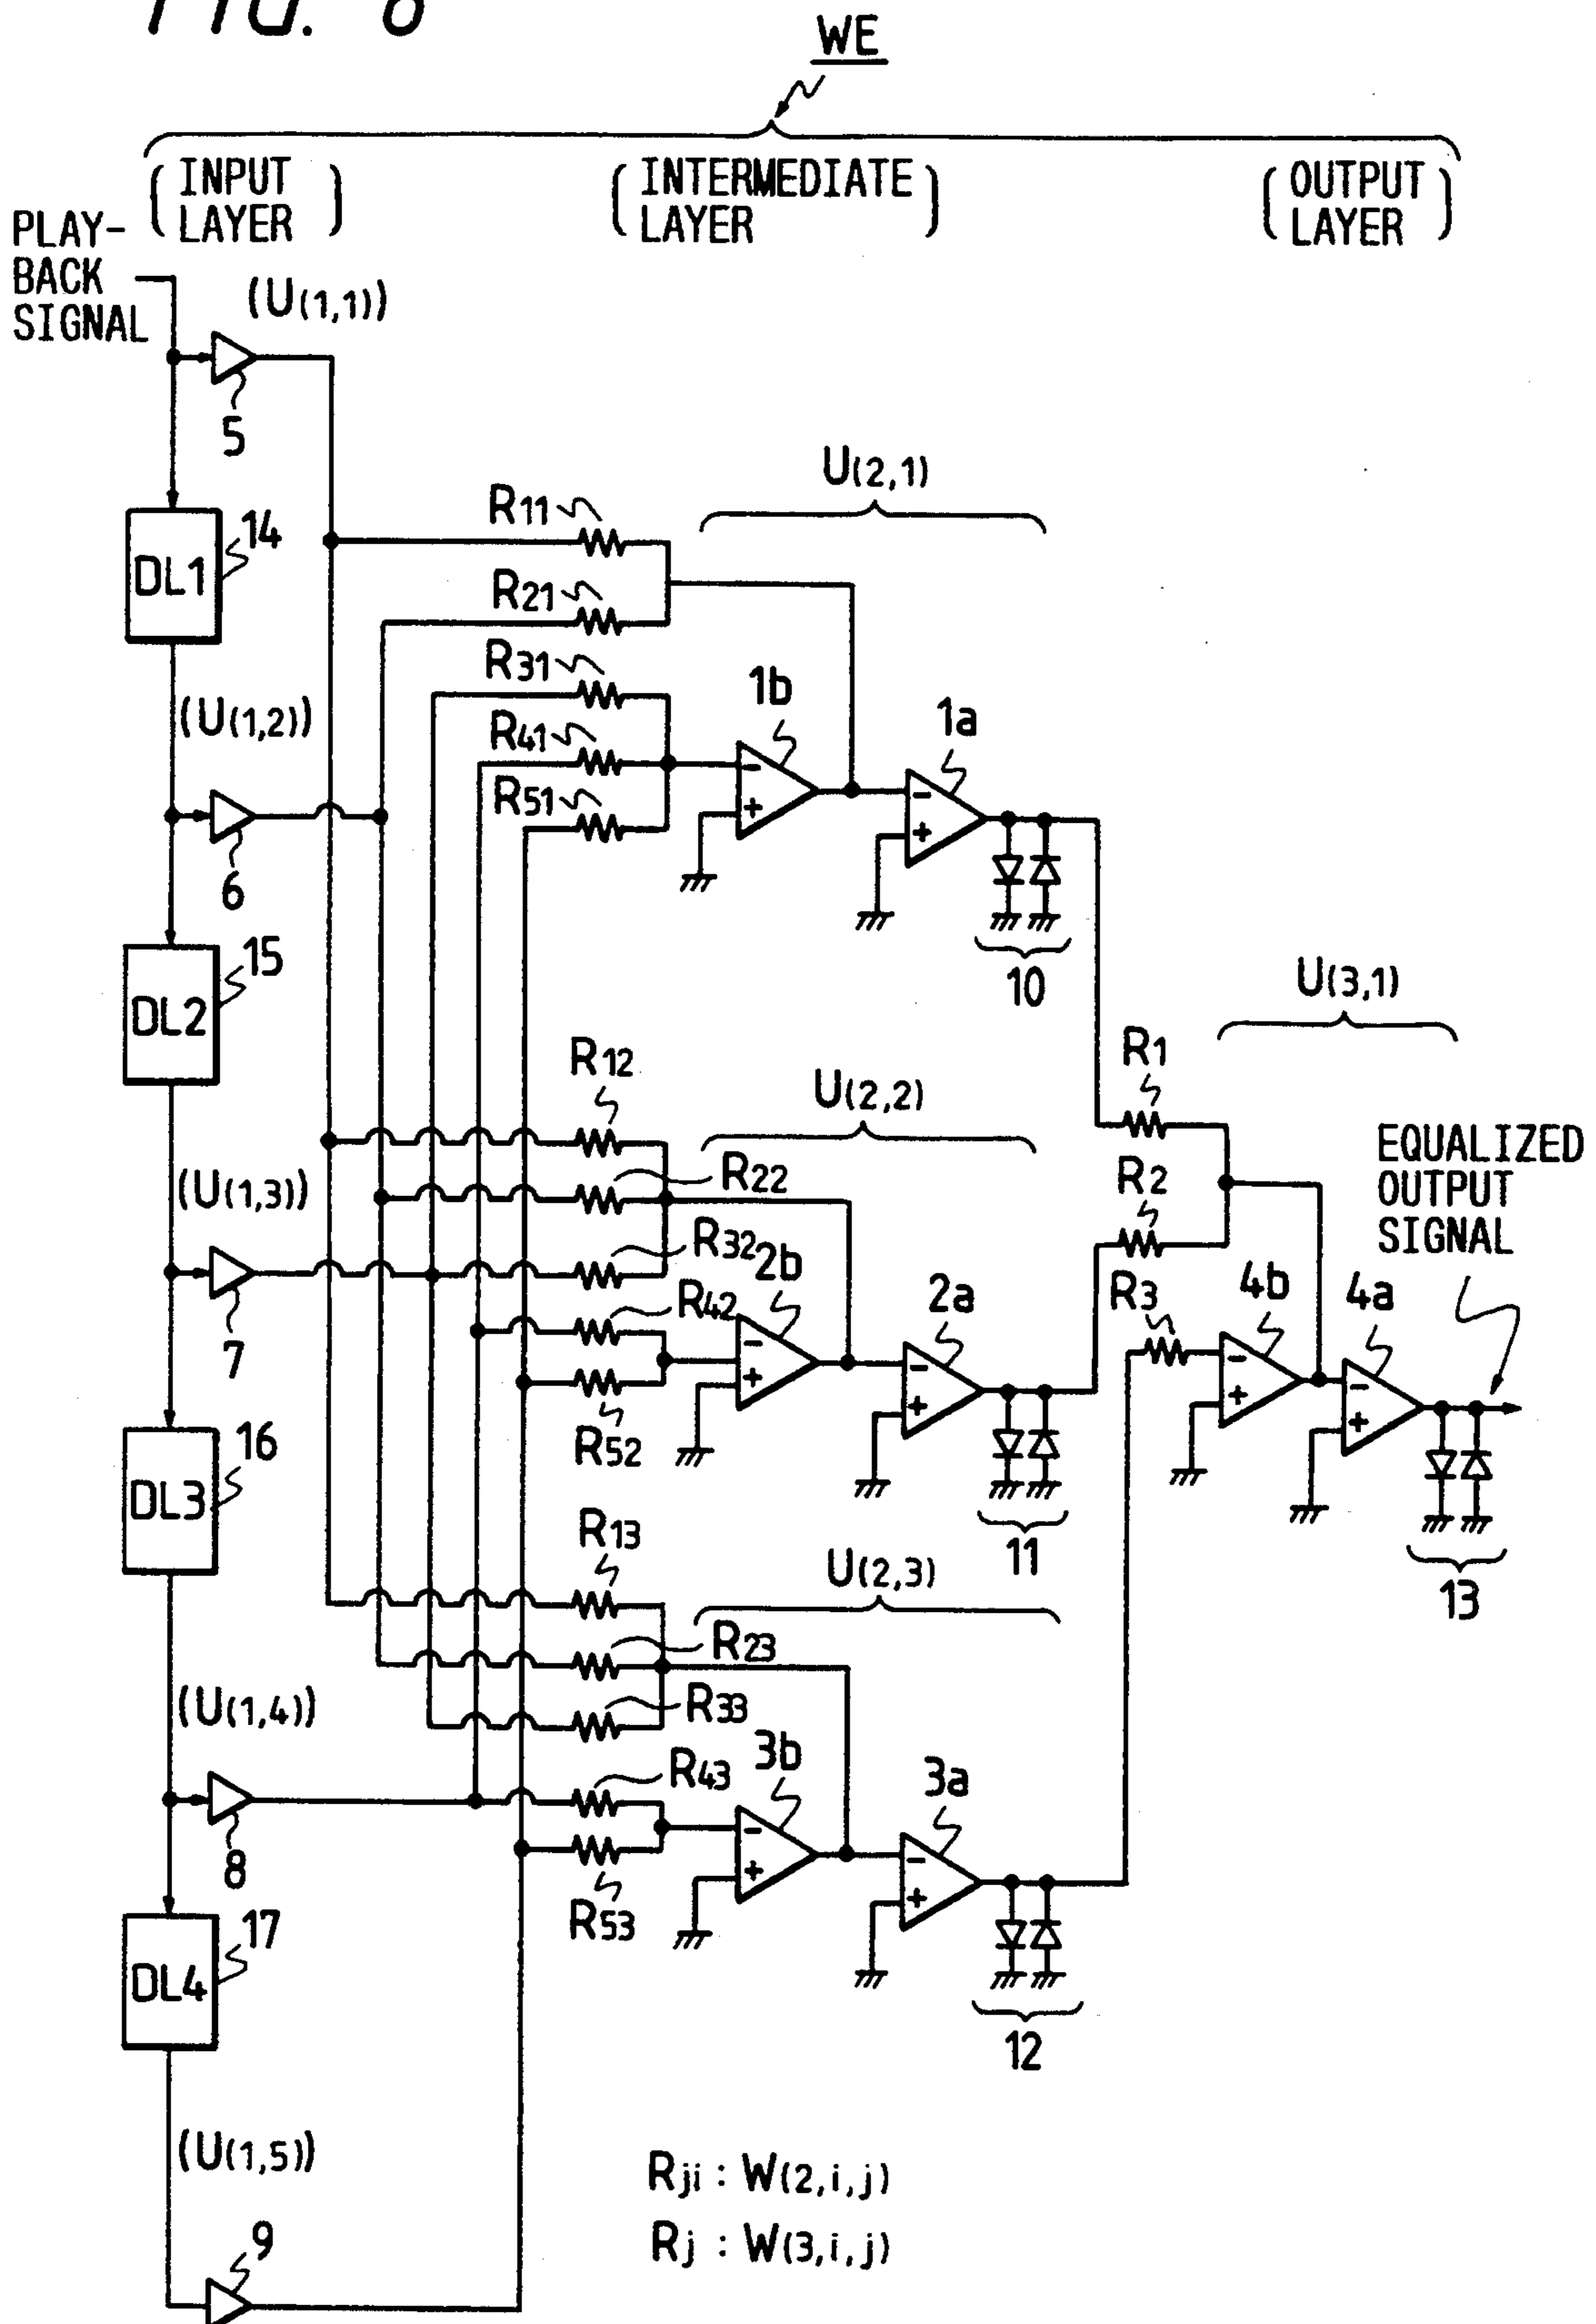 FIG. 6
WE
INPUT LAYER
INTERMEDIATE LAYER
OUTPUT LAYER
PLAY-
BACK
SIGNAL
(U(1,1))
5
14
DL1
R11
R21
R31
R41
R51
U(2,1)
1b
1a
10
(U(1,2))
6
15
DL2
R12
R22
R32
R42
R52
U(2,2)
2b
2a
11
(U(1,3))
7
16
DL3
R1
R2
R3
U(3,1)
4b
4a
13
EQUALIZED
OUTPUT
SIGNAL
R13
R23
R33
R43
R53
U(2,3)
3b
3a
12
(U(1,4))
8
17
DL4
(U(1,5))
9
Rji : W(2,i,j)
Rj : W(3,i,j)
- + - +
- + - +
- + - +
- + - +